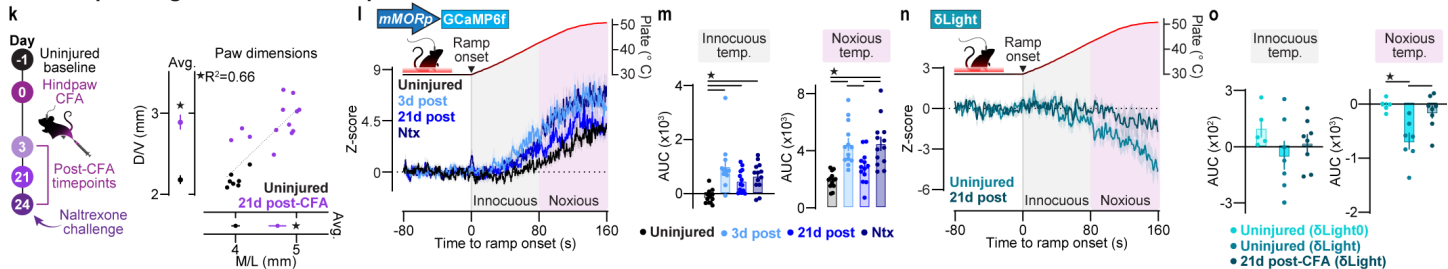 k
Day
-1
Uninjured
baseline
0
Hindpaw
CFA
3
21
24
Post-CFA
timepoints
Naltrexone
challenge
Avg.
Paw dimensions
★R²=0.66
D/V (mm)
3
2
Uninjured
21d post-CFA
Avg.
4
5
M/L (mm)
l
mMORp
GCaMP6f
Ramp
onset
Plate (° C)
50
40
30
Z-score
9
4.5
0
Uninjured
3d post
21d post
Ntx
Innocuous
Noxious
-80
0
80
160
Time to ramp onset (s)
m
Innocuous
temp.
Noxious
temp.
★
★
AUC (x10³)
4
2
0
AUC (x10³)
8
4
0
Uninjured
3d post
21d post
Ntx
n
δLight
Ramp
onset
Plate (° C)
50
40
30
Z-score
3
0
-3
-6
Uninjured
21d post
Innocuous
Noxious
-80
0
80
160
Time to ramp onset (s)
o
Innocuous
temp.
Noxious
temp.
★
AUC (x10²)
3
0
-3
AUC (x10³)
0
-1
-2
Uninjured (δLight0)
Uninjured (δLight)
21d post-CFA (δLight)